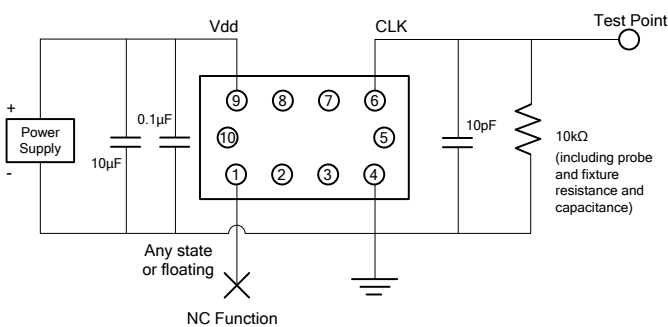 Vdd
CLK
Test Point
+
Power
Supply
-
10µF
0.1µF
9
8
7
6
10
5
1
2
3
4
10pF
10kΩ
(including probe
and fixture
resistance and
capacitance)
Any state
or floating
NC Function